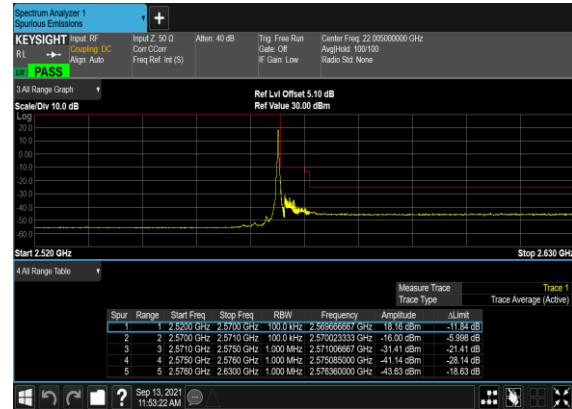 Spectrum Analyzer 1
Spurious Emissions
KEYSIGHT Input: RF Input Z: 50 Ω Atten: 40 dB Trig: Free Run Center Freq: 22.005000000 GHz
RL Coupling: DC Corr CCorr Gate: Off Avg|Hold: 100/100
Align: Auto Freq Ref: Int (S) IF Gain: Low Radio Std: None
LXI PASS
3 All Range Graph
Ref Lvl Offset 5.10 dB
Scale/Div 10.0 dB Ref Value 30.00 dBm
Log
20.0
10.0
0.00
-10.0
-20.0
-30.0
-40.0
-50.0
-60.0
Start 2.520 GHz Stop 2.630 GHz
4 All Range Table
Measure Trace Trace 1
Trace Type Trace Average (Active)
Spur Range Start Freq Stop Freq RBW Frequency Amplitude ΔLimit
1 1 2.5200 GHz 2.5700 GHz 100.0 kHz 2.569666667 GHz 18.16 dBm -11.84 dB
2 2 2.5700 GHz 2.5710 GHz 100.0 kHz 2.570023333 GHz -16.00 dBm -5.998 dB
3 3 2.5710 GHz 2.5750 GHz 1.000 MHz 2.571006667 GHz -31.41 dBm -21.41 dB
4 4 2.5750 GHz 2.5760 GHz 1.000 MHz 2.575085000 GHz -41.14 dBm -28.14 dB
5 5 2.5760 GHz 2.6300 GHz 1.000 MHz 2.576360000 GHz -43.63 dBm -18.63 dB
Sep 13, 2021
11:53:22 AM